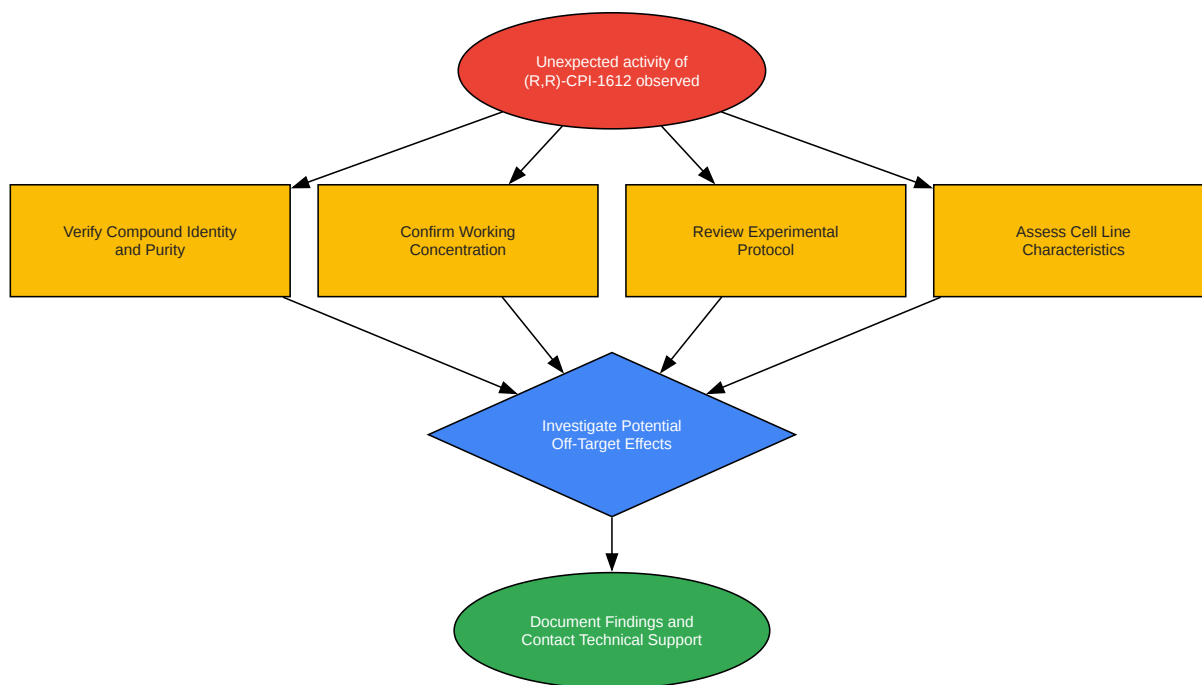 Unexpected activity of
(R,R)-CPI-1612 observed
Verify Compound Identity
and Purity
Confirm Working
Concentration
Review Experimental
Protocol
Assess Cell Line
Characteristics
Investigate Potential
Off-Target Effects
Document Findings and
Contact Technical Support